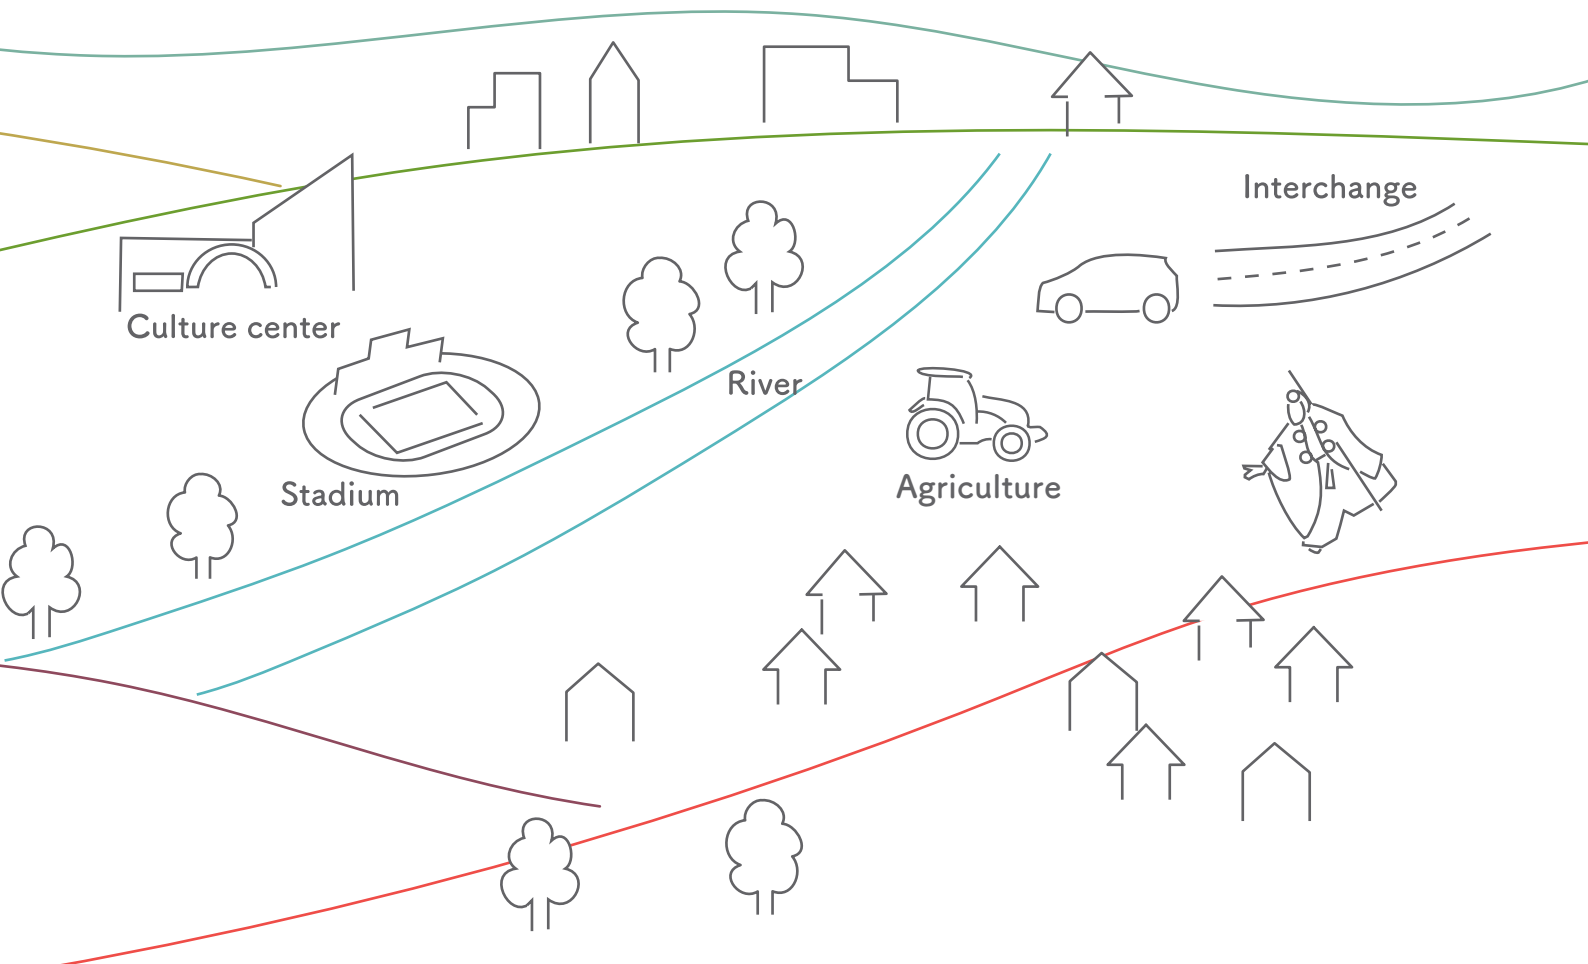 Interchange
Culture center
River
Stadium
Agriculture